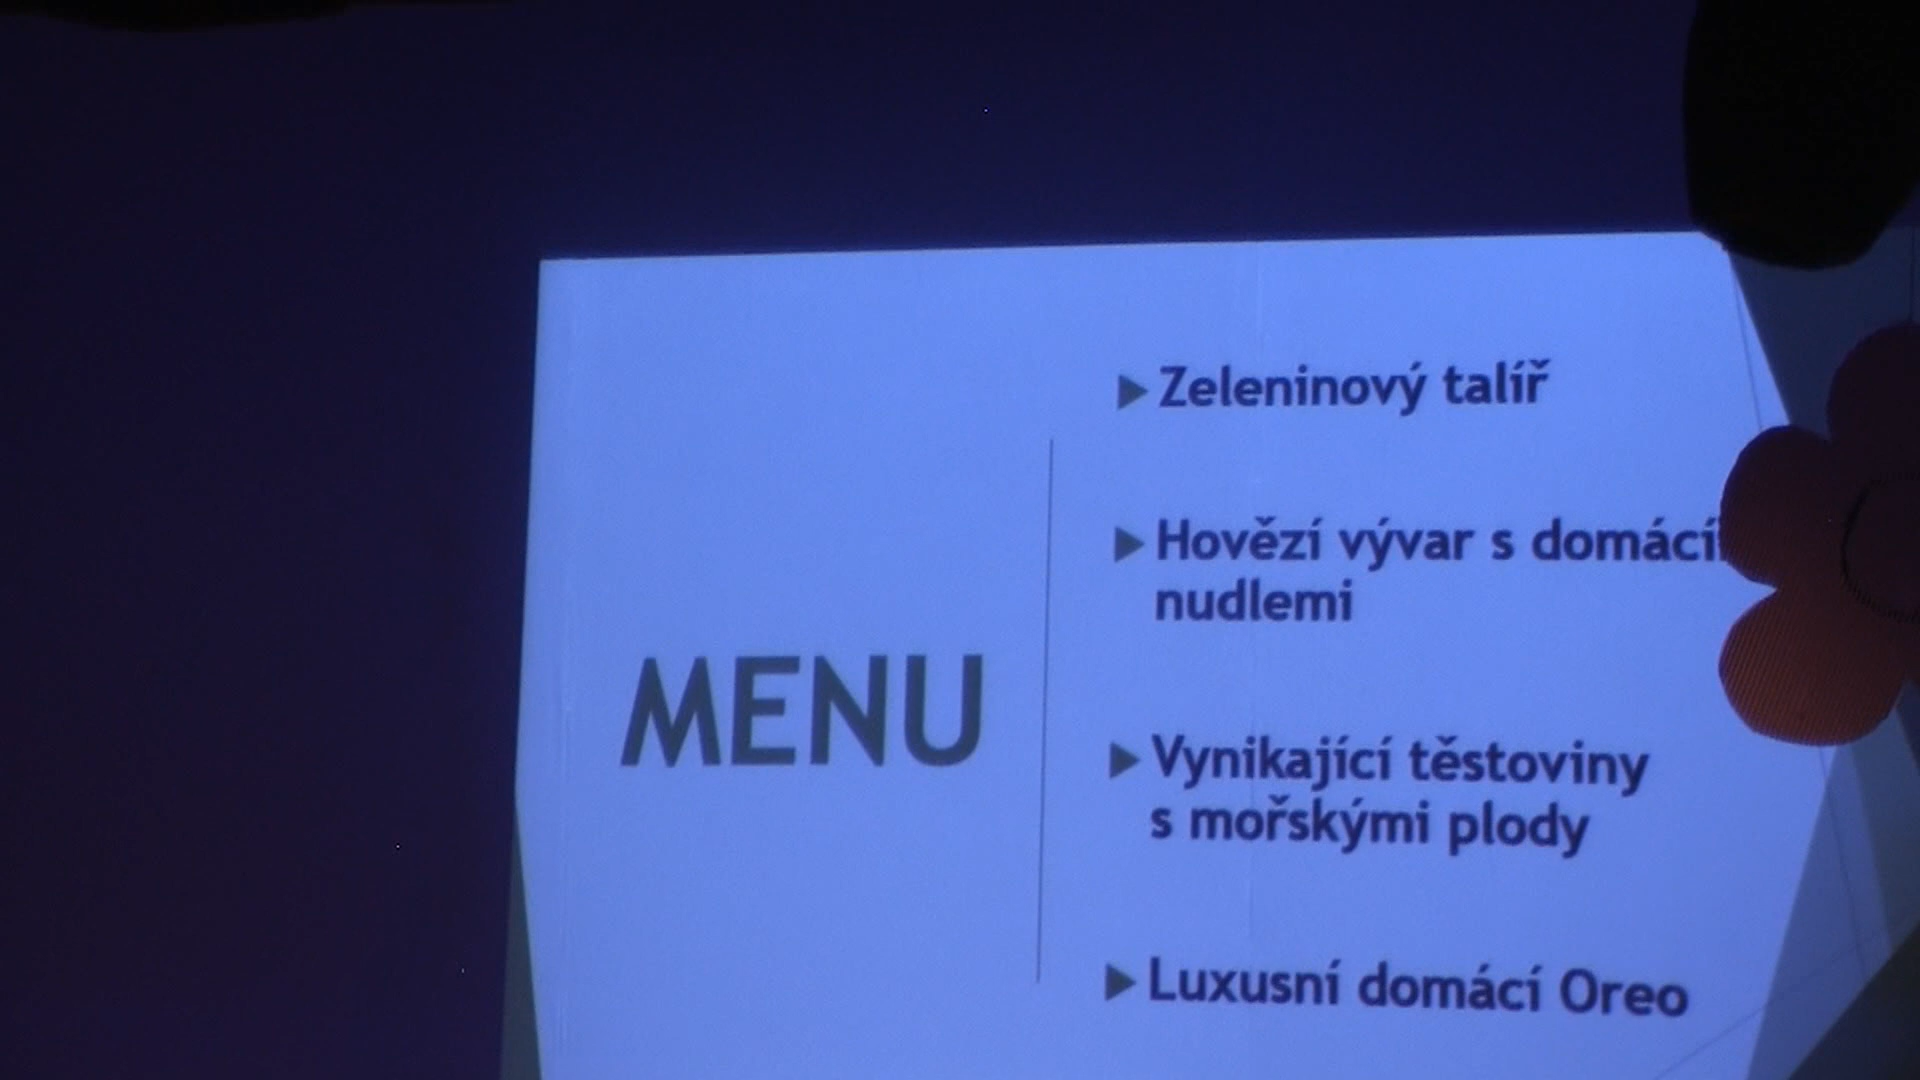 MENU
Zeleninový talíř
Hovězí vývar s domácí
nudlemi
Vynikající těstoviny
s mořskými plody
Luxusní domácí Oreo